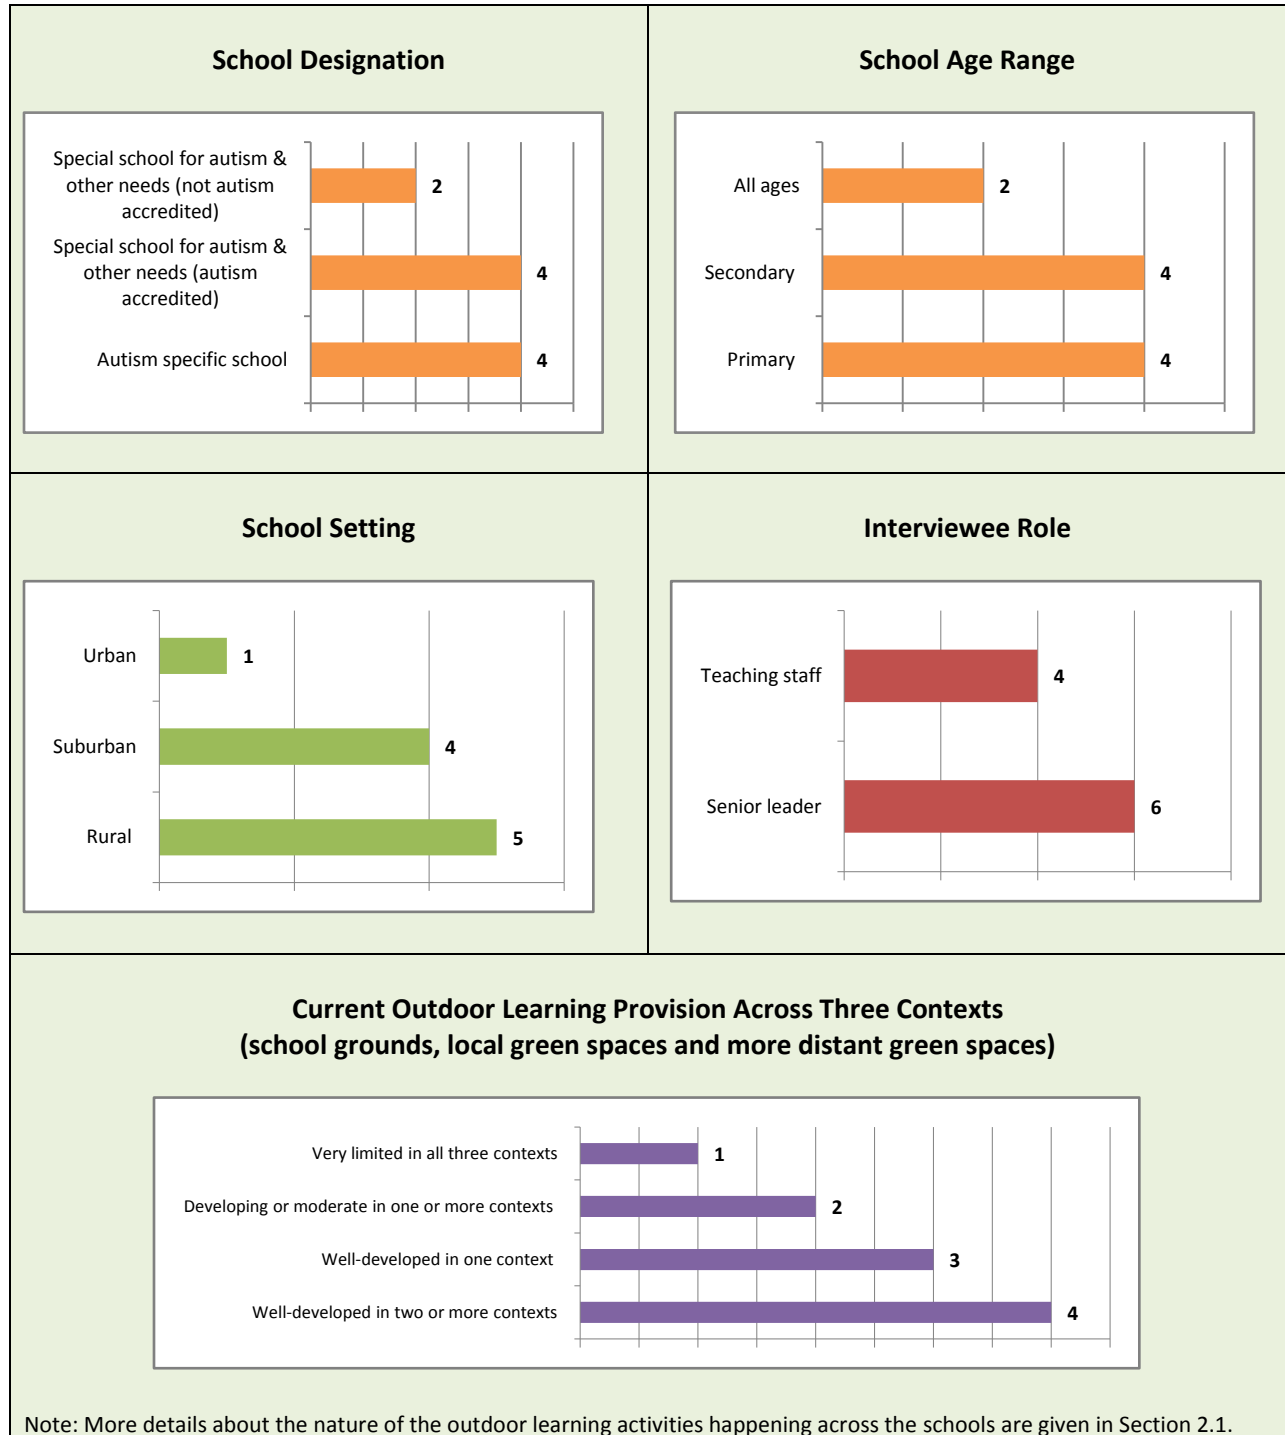 School Designation
Special school for autism &
other needs (not autism
accredited)
2
Special school for autism &
other needs (autism
accredited)
4
Autism specific school
4
School Age Range
All ages
2
Secondary
4
Primary
4
School Setting
Urban
1
Suburban
4
Rural
5
Interviewee Role
Teaching staff
4
Senior leader
6
Current Outdoor Learning Provision Across Three Contexts
(school grounds, local green spaces and more distant green spaces)
Very limited in all three contexts
1
Developing or moderate in one or more contexts
2
Well-developed in one context
3
Well-developed in two or more contexts
4
Note: More details about the nature of the outdoor learning activities happening across the schools are given in Section 2.1.